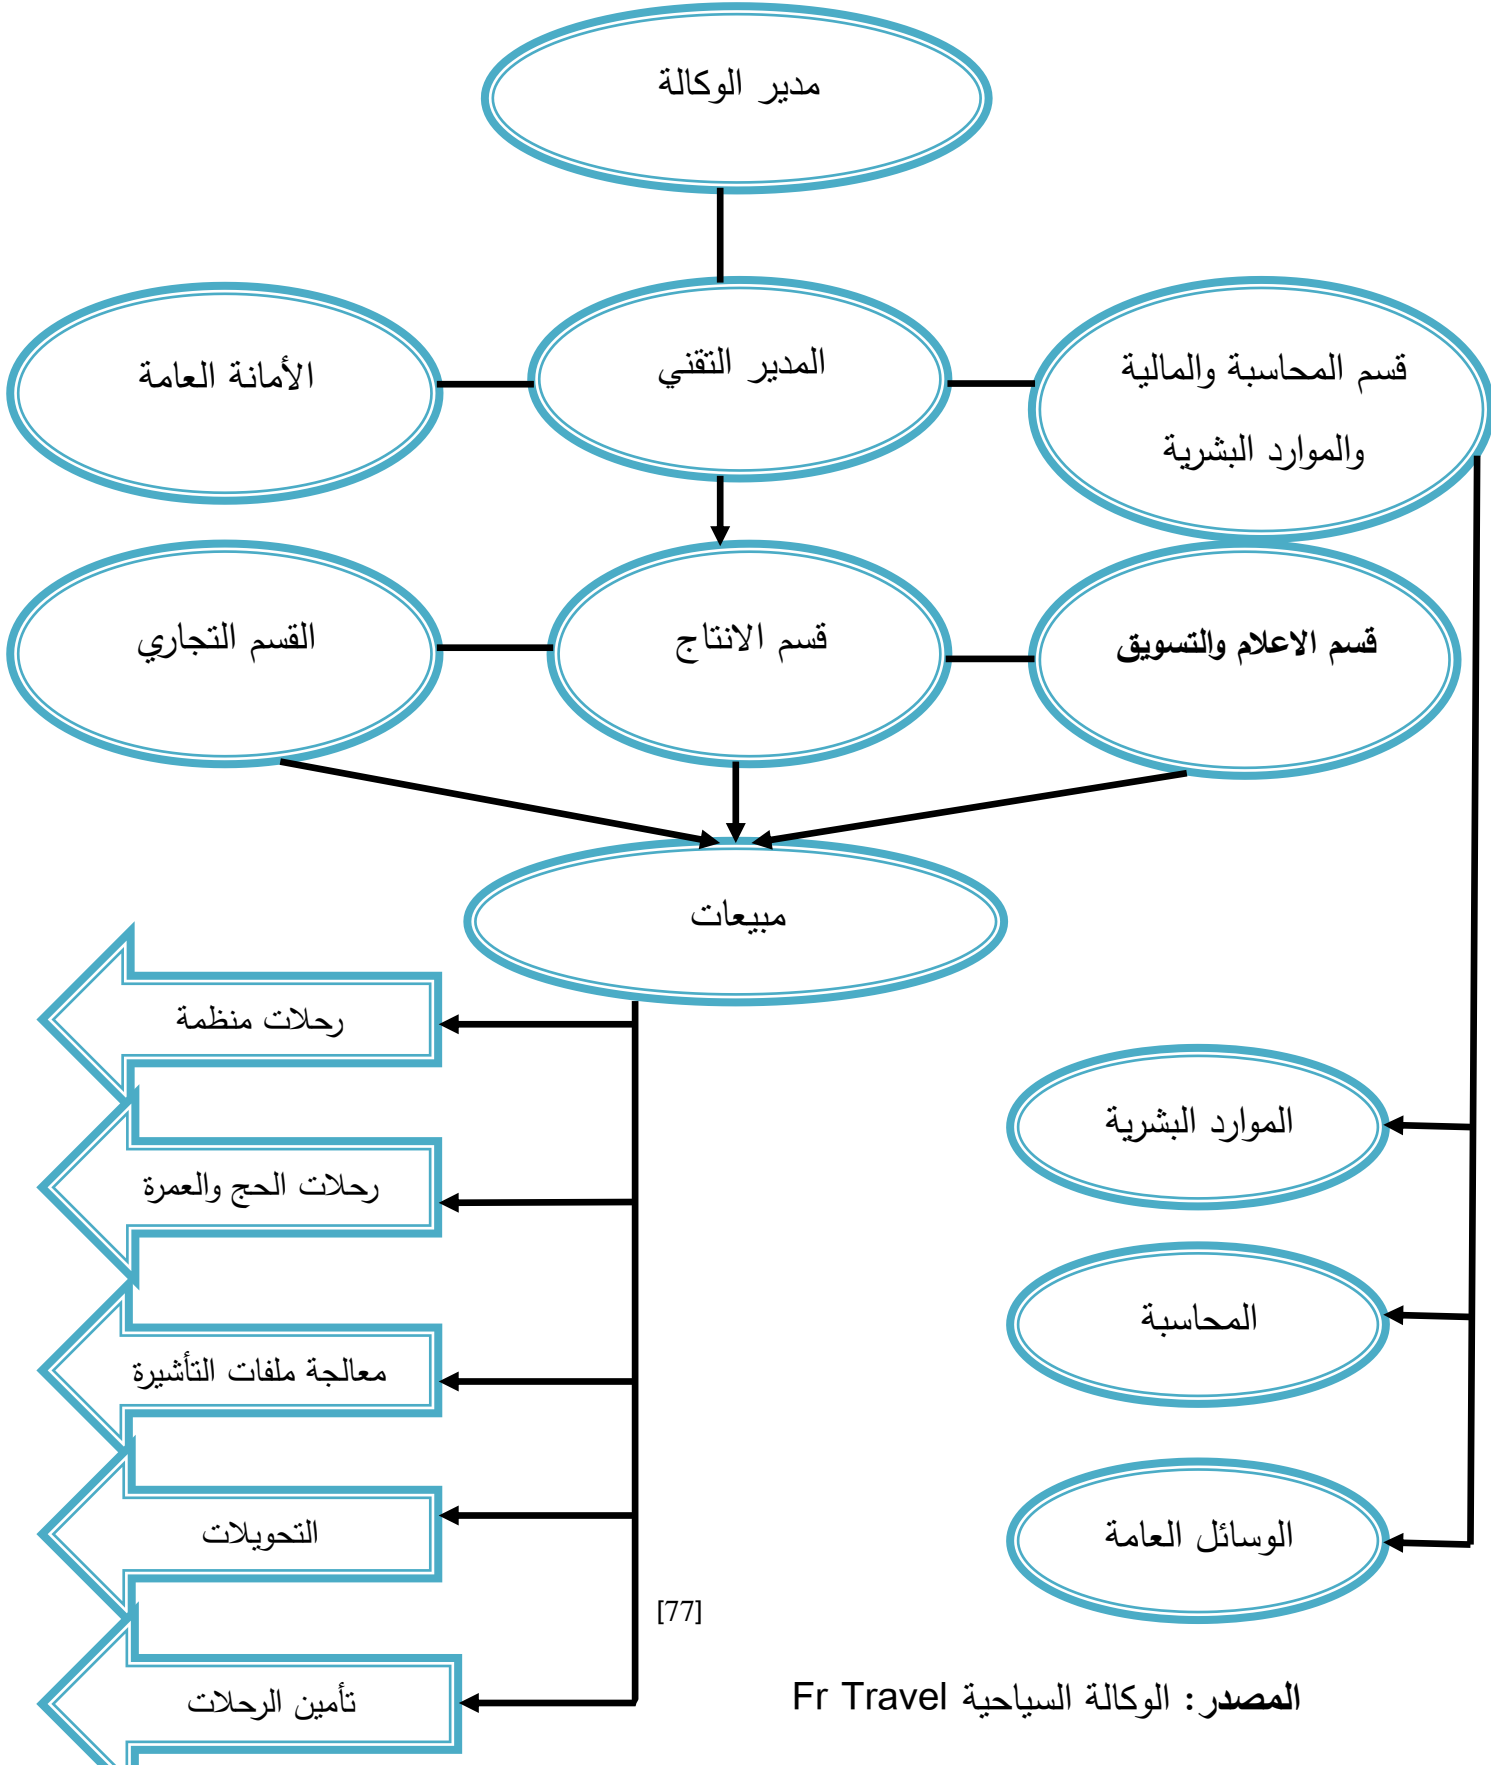 مدير الوكالة
قسم المحاسبة والمالية
والموارد البشرية
المدير التقني
الأمانة العامة
قسم الاعلام والتسويق
قسم الانتاج
القسم التجاري
مبيعات
رحلات منظمة
الموارد البشرية
رحلات الحج والعمرة
المحاسبة
معالجة ملفات التأشيرة
الوسائل العامة
التحويلات
[77]
المصدر: الوكالة السياحية Fr Travel
تأمين الرحلات